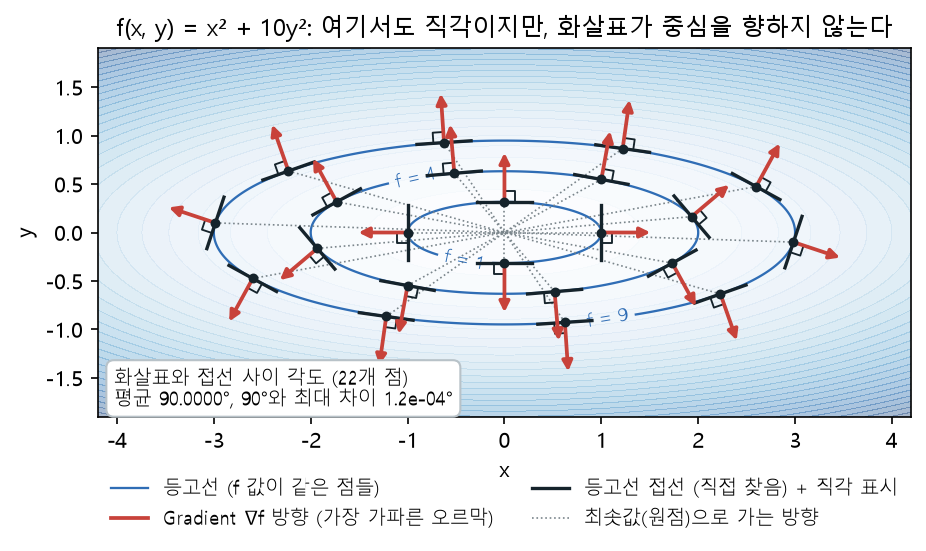 f(x, y) = x² + 10y²: 여기서도 직각이지만, 화살표가 중심을 향하지 않는다
1.5
1.0
0.5
0.0
-0.5
-1.0
-1.5
y
f = 4
f = 1
f = 9
화살표와 접선 사이 각도 (22개 점)
평균 90.0000°, 90°와 최대 차이 1.2e-04°
-4 -3 -2 -1 0 1 2 3 4
x
등고선 (f 값이 같은 점들)
Gradient ∇f 방향 (가장 가파른 오르막)
등고선 접선 (직접 찾음) + 직각 표시
최솟값(원점)으로 가는 방향